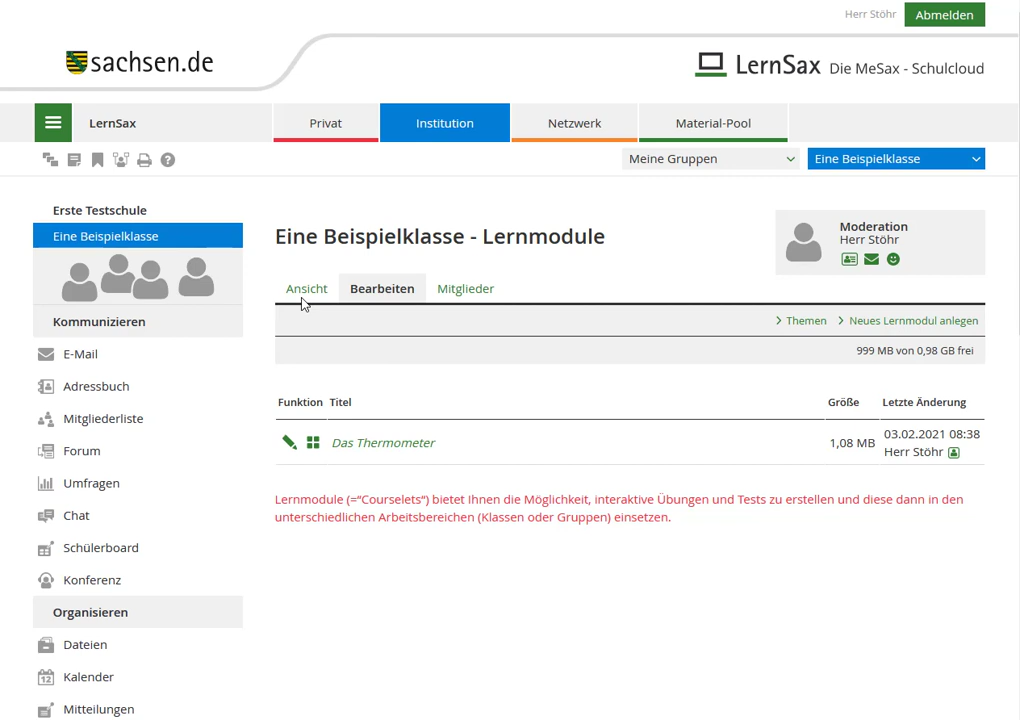 Herr Stöhr Abmelden
sachsen.de
LernSax Die MeSax - Schulcloud
LernSax Privat Institution Netzwerk Material-Pool
Meine Gruppen Eine Beispielklasse
Erste Testschule
Eine Beispielklasse
Kommunizieren
E-Mail
Adressbuch
Mitgliederliste
Forum
Umfragen
Chat
Schülerboard
Konferenz
Organisieren
Dateien
12 Kalender
Mitteilungen
Eine Beispielklasse - Lernmodule
Moderation
Herr Stöhr
Ansicht Bearbeiten Mitglieder
Themen Neues Lernmodul anlegen
999 MB von 0,98 GB frei
Funktion Titel Größe Letzte Änderung
Das Thermometer 1,08 MB 03.02.2021 08:38
Herr Stöhr
Lernmodule (=“Courselets”) bietet Ihnen die Möglichkeit, interaktive Übungen und Tests zu erstellen und diese dann in den
unterschiedlichen Arbeitsbereichen (Klassen oder Gruppen) einsetzen.